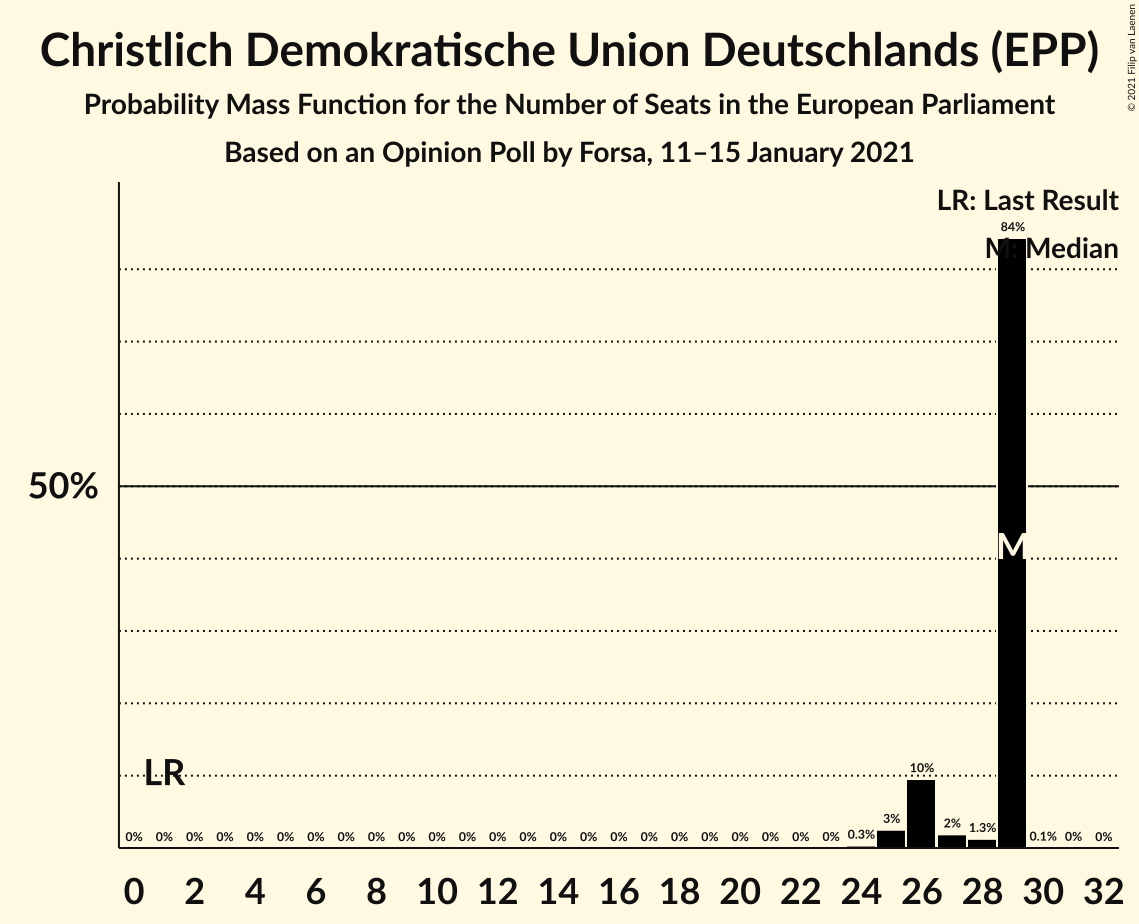 Christlich Demokratische Union Deutschlands (EPP)
Probability Mass Function for the Number of Seats in the European Parliament
Based on an Opinion Poll by Forsa, 11–15 January 2021
© 2021 Filip van Laenen
LR: Last Result
84%
M: Median
50%
M
LR
0% 0% 0% 0% 0% 0% 0% 0% 0% 0% 0% 0% 0% 0% 0% 0% 0% 0% 0% 0% 0% 0% 0% 0% 0.3% 3% 10% 2% 1.3% 0.1% 0% 0%
0 2 4 6 8 10 12 14 16 18 20 22 24 26 28 30 32